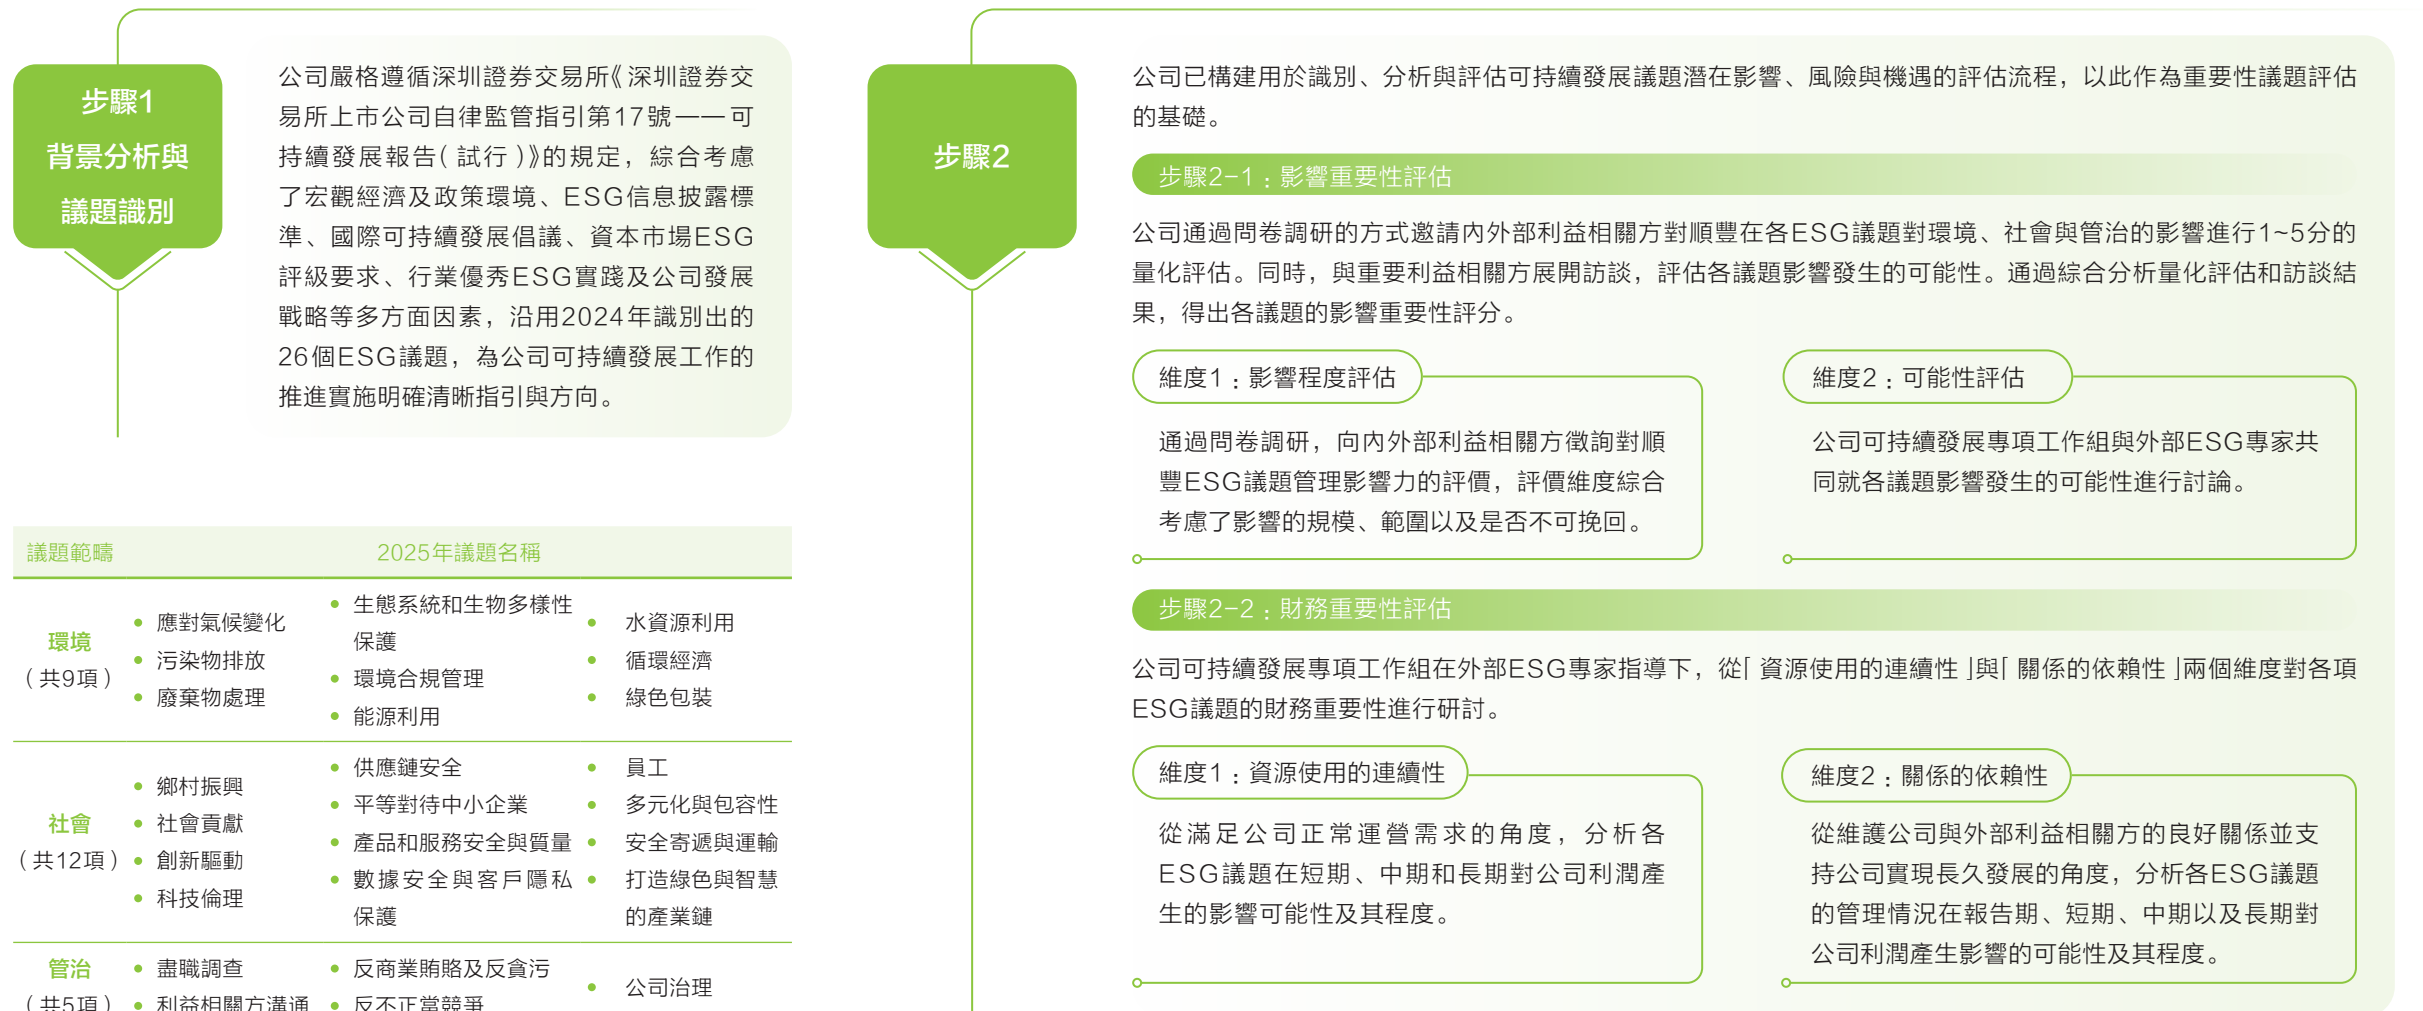 步驟1
背景分析與
議題識別
公司嚴格遵循深圳證券交易所《深圳證券交
易所上市公司自律監管指引第17號——可
持續發展報告(試行)》的規定，綜合考慮
了宏觀經濟及政策環境、ESG信息披露標
準、國際可持續發展倡議、資本市場ESG
評級要求、行業優秀ESG實踐及公司發展
戰略等多方面因素，沿用2024年識別出的
26個ESG議題，為公司可持續發展工作的
推進實施明確清晰指引與方向。
議題範疇 2025年議題名稱
環境
（共9項）
• 應對氣候變化
• 污染物排放
• 廢棄物處理
• 生態系統和生物多樣性
保護
• 環境合規管理
• 能源利用
• 水資源利用
• 循環經濟
• 綠色包裝
社會
（共12項）
• 鄉村振興
• 社會貢獻
• 創新驅動
• 科技倫理
• 供應鏈安全
• 平等對待中小企業
• 產品和服務安全與質量
• 數據安全與客戶隱私
保護
• 員工
• 多元化與包容性
• 安全寄遞與運輸
• 打造綠色與智慧
的產業鏈
管治
（共5項）
• 盡職調查
• 利益相關方溝通
• 反商業賄賂及反貪污
• 反不正當競爭
• 公司治理
步驟2
公司已構建用於識別、分析與評估可持續發展議題潛在影響、風險與機遇的評估流程，以此作為重要性議題評估
的基礎。
步驟2-1：影響重要性評估
公司通過問卷調研的方式邀請內外部利益相關方對順豐在各ESG議題對環境、社會與管治的影響進行1~5分的
量化評估。同時，與重要利益相關方展開訪談，評估各議題影響發生的可能性。通過綜合分析量化評估和訪談結
果，得出各議題的影響重要性評分。
維度1：影響程度評估
通過問卷調研，向內外部利益相關方徵詢對順
豐ESG議題管理影響力的評價，評價維度綜合
考慮了影響的規模、範圍以及是否不可挽回。
維度2：可能性評估
公司可持續發展專項工作組與外部ESG專家共
同就各議題影響發生的可能性進行討論。
步驟2-2：財務重要性評估
公司可持續發展專項工作組在外部ESG專家指導下，從「資源使用的連續性」與「關係的依賴性」兩個維度對各項
ESG議題的財務重要性進行研討。
維度1：資源使用的連續性
從滿足公司正常運營需求的角度，分析各
ESG議題在短期、中期和長期對公司利潤產
生的影響可能性及其程度。
維度2：關係的依賴性
從維護公司與外部利益相關方的良好關係並支
持公司實現長久發展的角度，分析各ESG議題
的管理情況在報告期、短期、中期以及長期對
公司利潤產生影響的可能性及其程度。